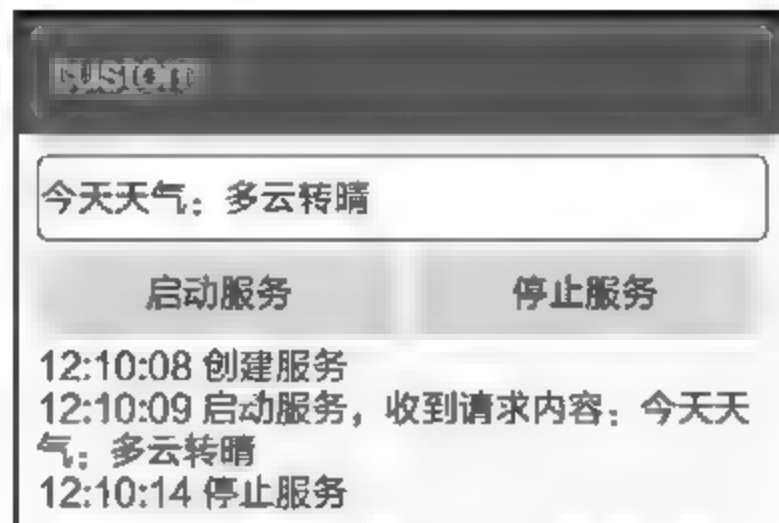 custom
今天天气：多云转晴
启动服务 停止服务
12:10:08 创建服务
12:10:09 启动服务，收到请求内容：今天天
气：多云转晴
12:10:14 停止服务